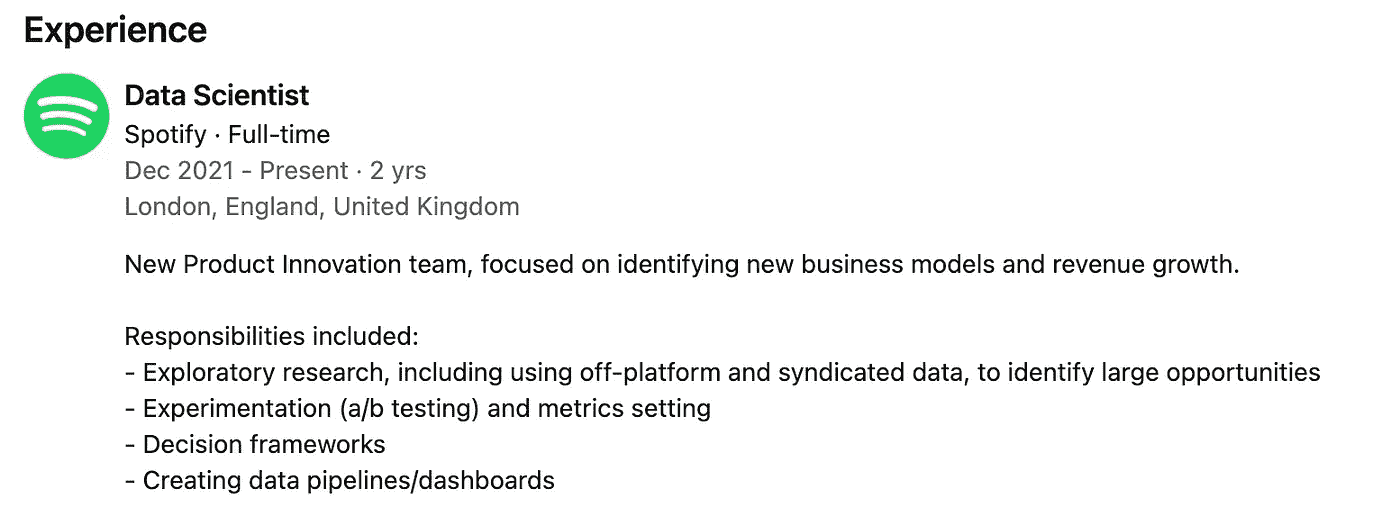 Experience
Data Scientist
Spotify · Full-time
Dec 2021 - Present · 2 yrs
London, England, United Kingdom
New Product Innovation team, focused on identifying new business models and revenue growth.
Responsibilities included:
- Exploratory research, including using off-platform and syndicated data, to identify large opportunities
- Experimentation (a/b testing) and metrics setting
- Decision frameworks
- Creating data pipelines/dashboards